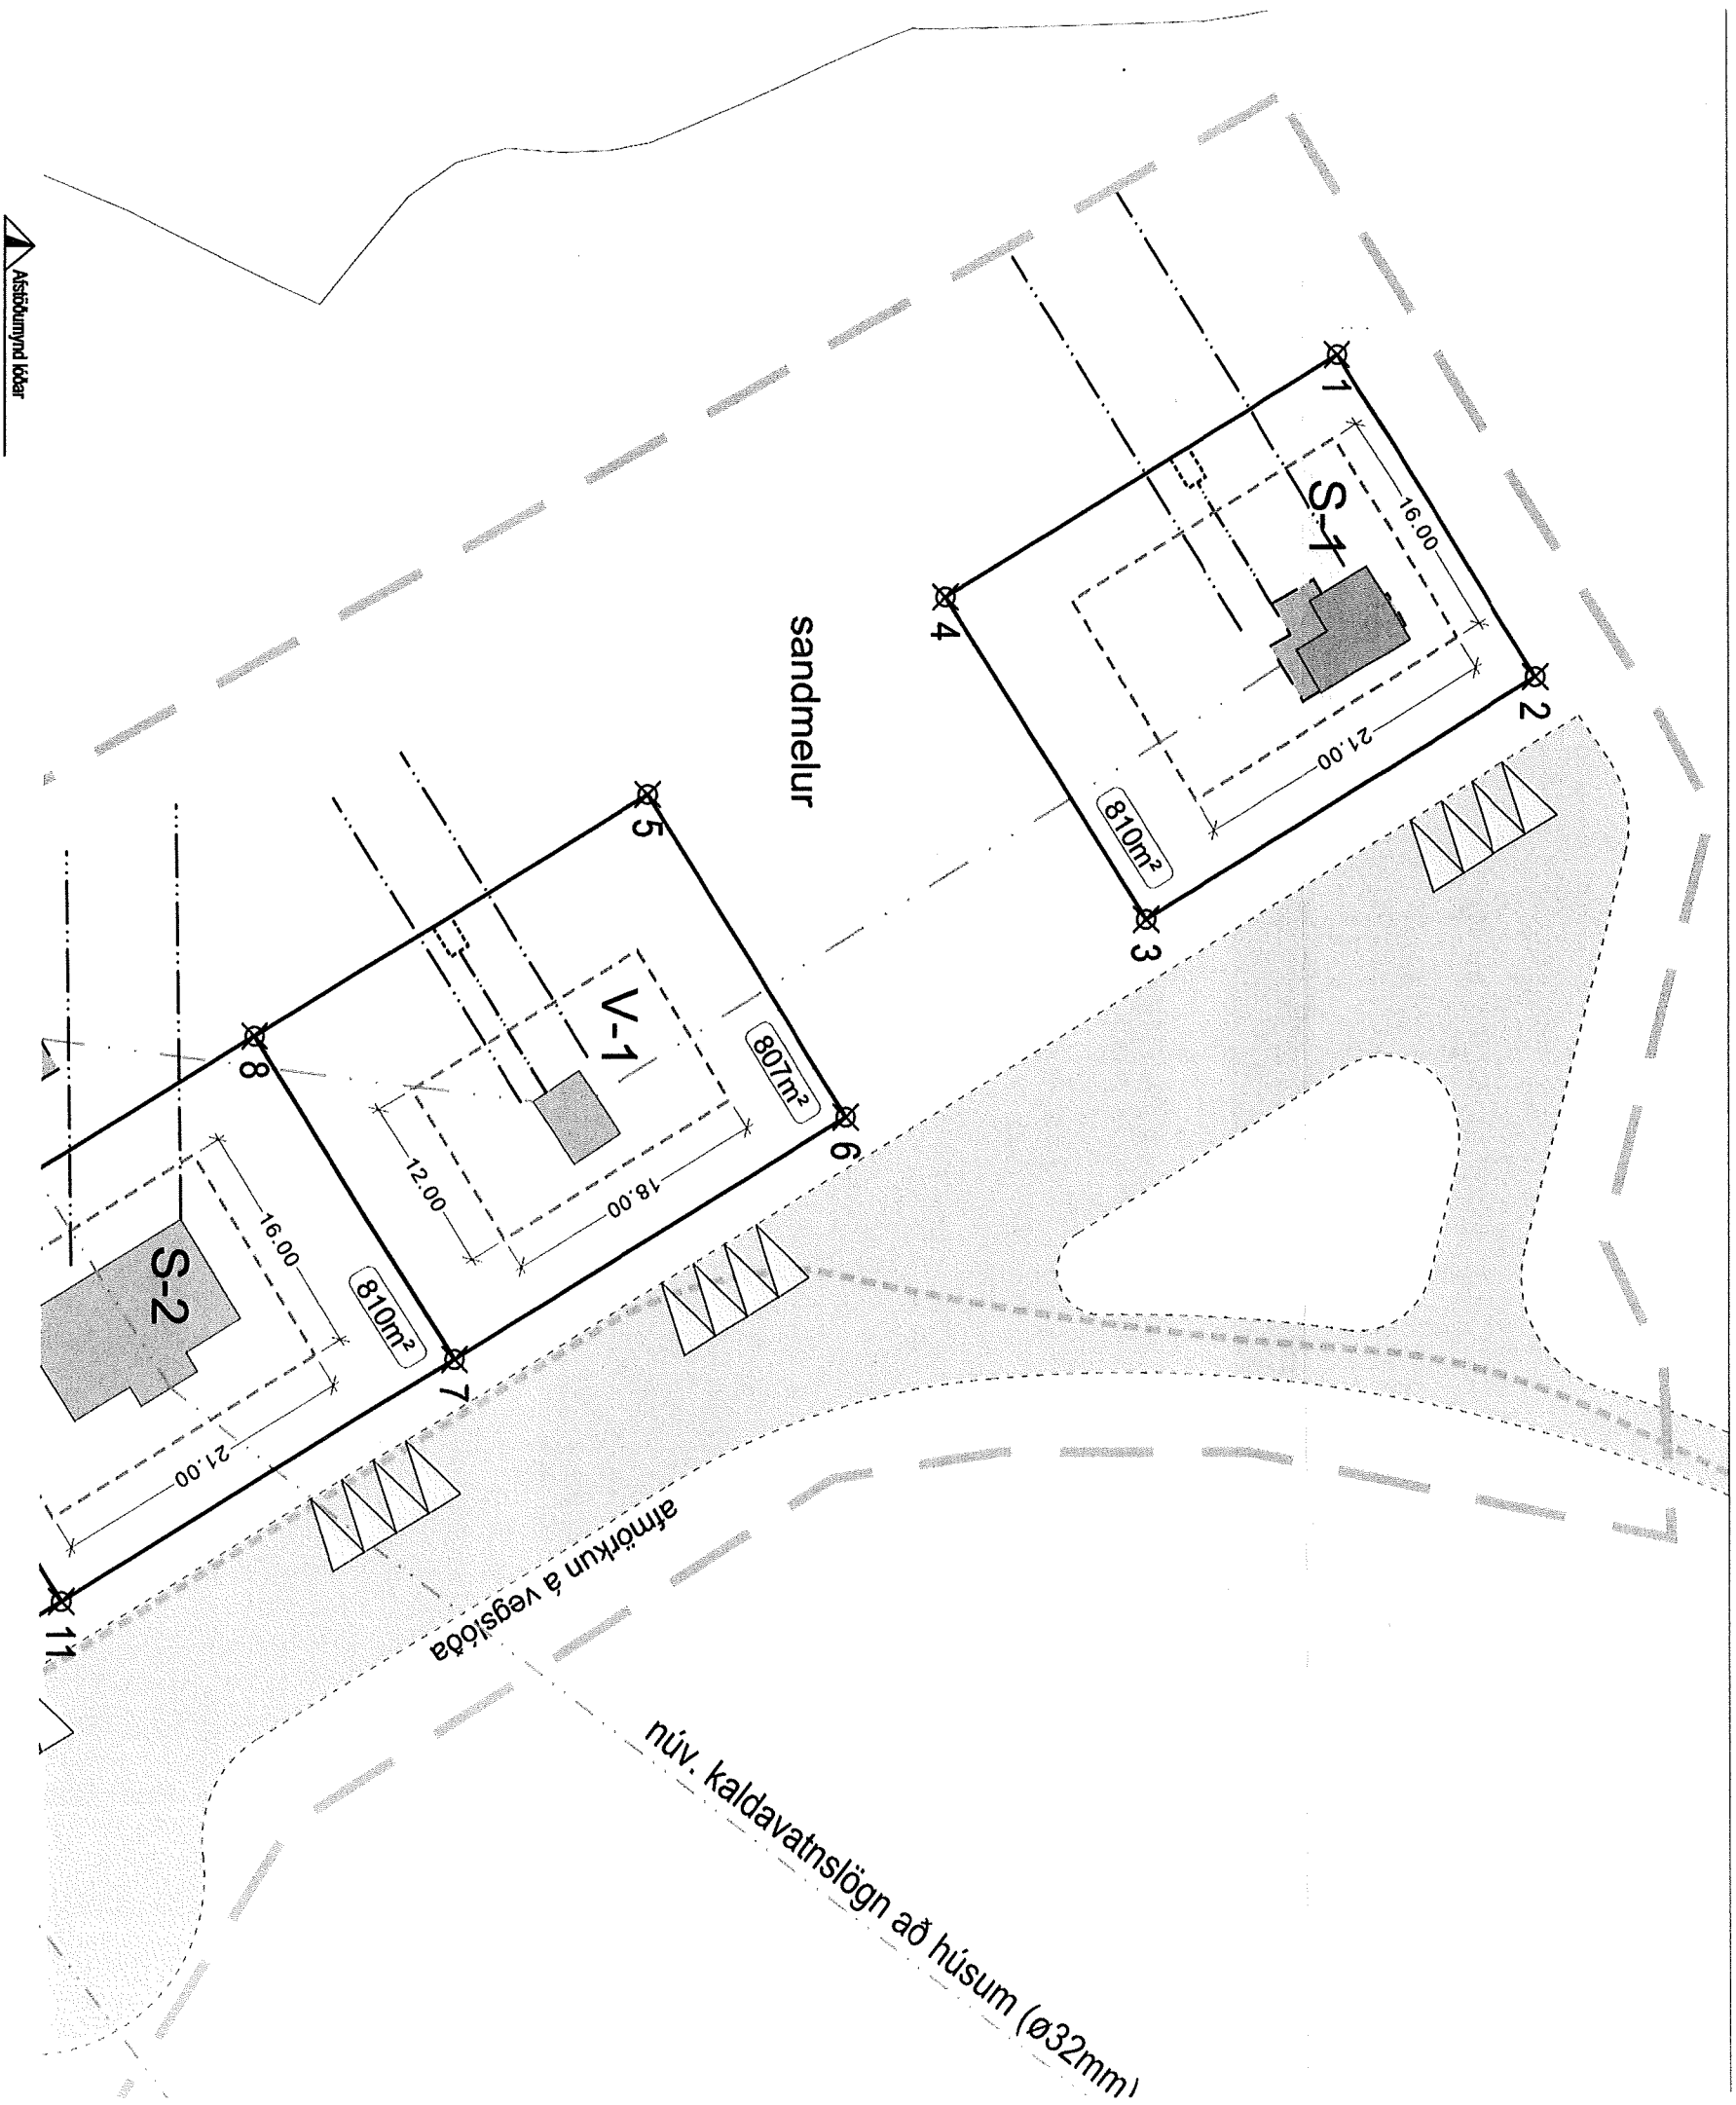 1
2
3
4
S-1
16.00
21.00
810m²
sandmelur
5
6
7
8
V-1
807m²
18.00
12.00
S-2
16.00
21.00
810m²
11
afmörkun á vegslóða
núv. kaldavatnslögn að húsum (ø32mm)
Afstöðumynd lóðar